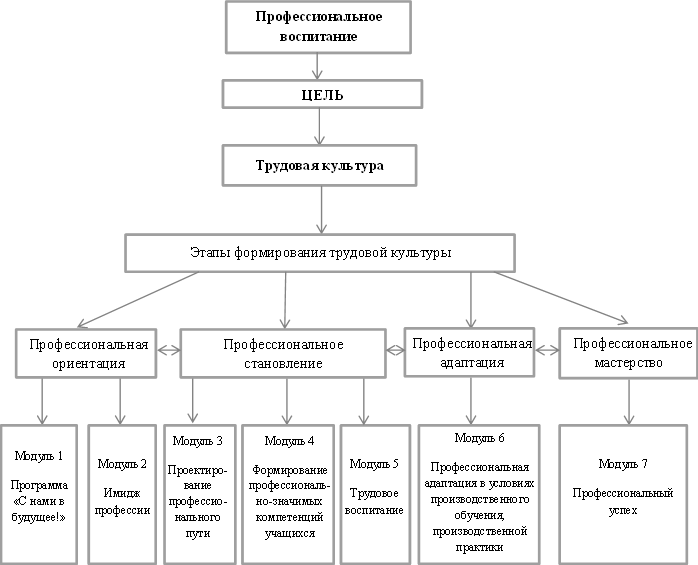 Профессиональное
воспитание
ЦЕЛЬ
Трудовая культура
Этапы формирования трудовой культуры
Профессиональная
ориентация
Профессиональное
становление
Профессиональная
адаптация
Профессиональное
мастерство
Модуль 1
Программа
«С нами в
будущее!»
Модуль 2
Имидж
профессии
Модуль 3
Проектиро-
вание
профессио-
нального
пути
Модуль 4
Формирование
профессиональ-
но-значимых
компетенций
учащихся
Модуль 5
Трудовое
воспитание
Модуль 6
Профессиональная
адаптация в условиях
производственного
обучения,
производственной
практики
Модуль 7
Профессиональный
успех